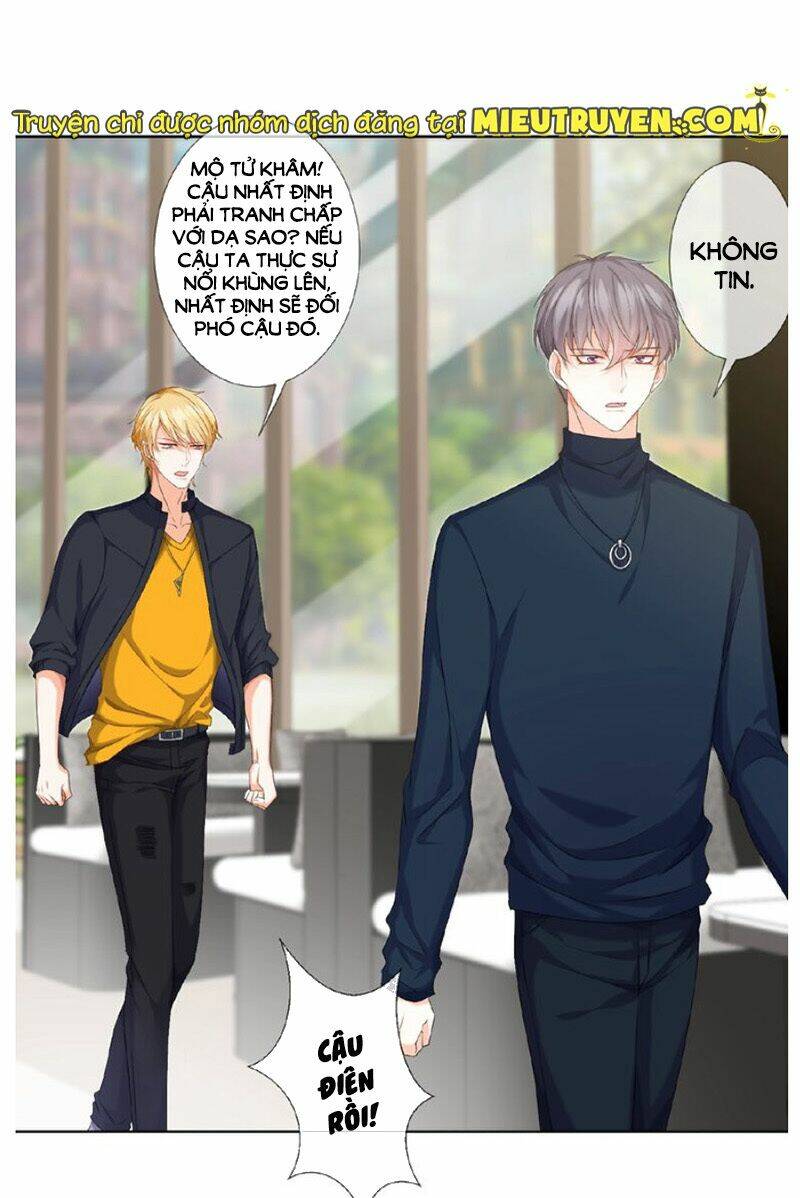 Truyện chỉ được nhóm dịch đăng tại MIEUTRUYEN.COM
MỘ TỬ KHÂM!
CẬU NHẤT ĐỊNH
PHẢI TRANH CHẤP
VỚI DẠ SAO? NẾU
CẬU TA THỰC SỰ
NỔI KHÙNG LÊN,
NHẤT ĐỊNH SẼ ĐỐI
PHÓ CẬU ĐÓ.
KHÔNG
TIN.
CẬU
ĐIÊN
RỒI!